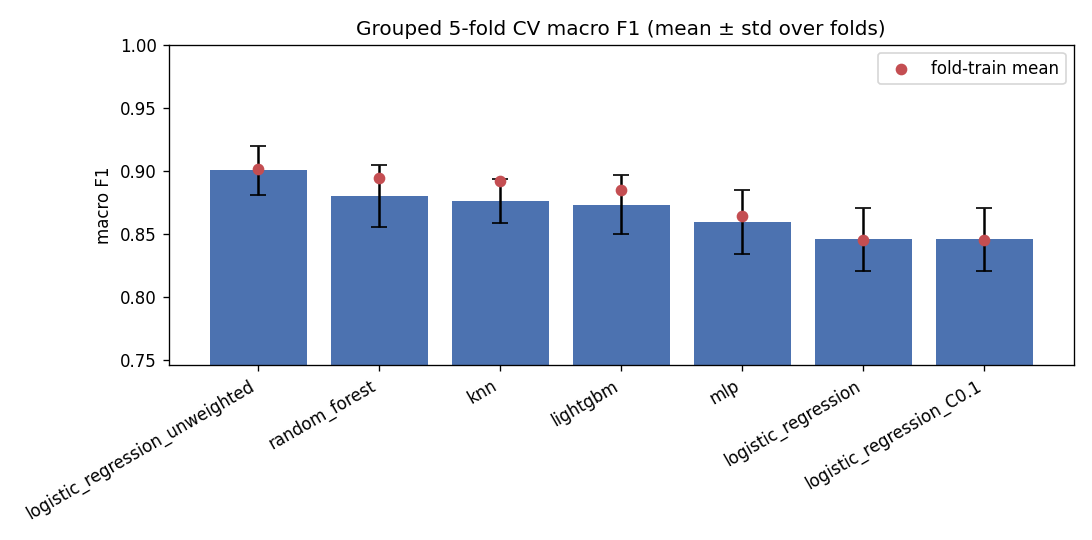 Grouped 5-fold CV macro F1 (mean ± std over folds)
fold-train mean
macro F1
1.00
0.95
0.90
0.85
0.80
0.75
logistic_regression_unweighted
random_forest
knn
lightgbm
mlp
logistic_regression
logistic_regression_C0.1